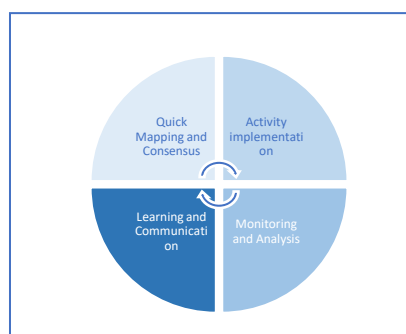 Quick
Mapping and
Consensus
Activity
implementati
on
Learning and
Communicati
on
Monitoring
and Analysis